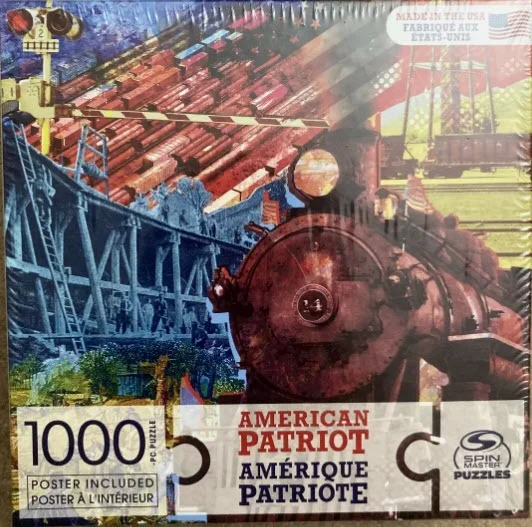 MADE IN THE USA
FABRIQUÉ AUX
ÉTATS-UNIS
2
1000
PC. PUZZLE
POSTER INCLUDED
POSTER À L'INTÉRIEUR
AMERICAN
PATRIOT
AMÉRIQUE
PATRIOTE
SPIN
MASTER
PUZZLES